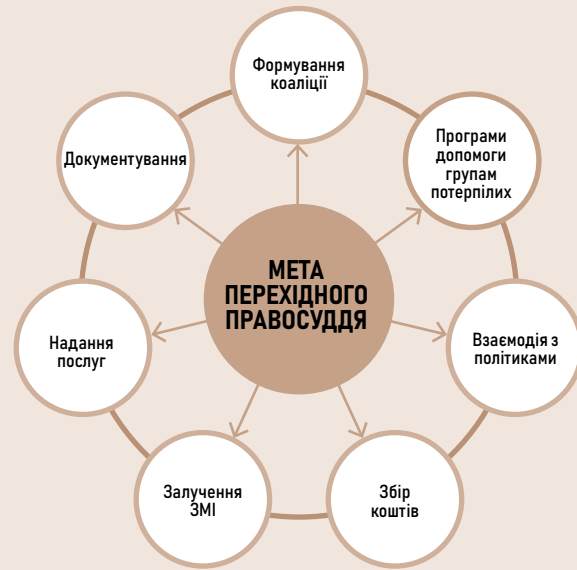 Формування
коаліції
Програми
допомоги
групам
потерпілих
Документування
МЕТА
ПЕРЕХІДНОГО
ПРАВОСУДДЯ
Взаємодія з
політиками
Надання
послуг
Залучення
ЗМІ
Збір
коштів